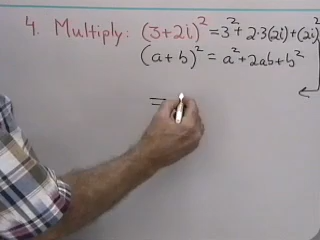 4. Multiply: (3+2i)² = 3² + 2·3(2i)+(2i)²
(a+b)² = a²+2ab+b²
=